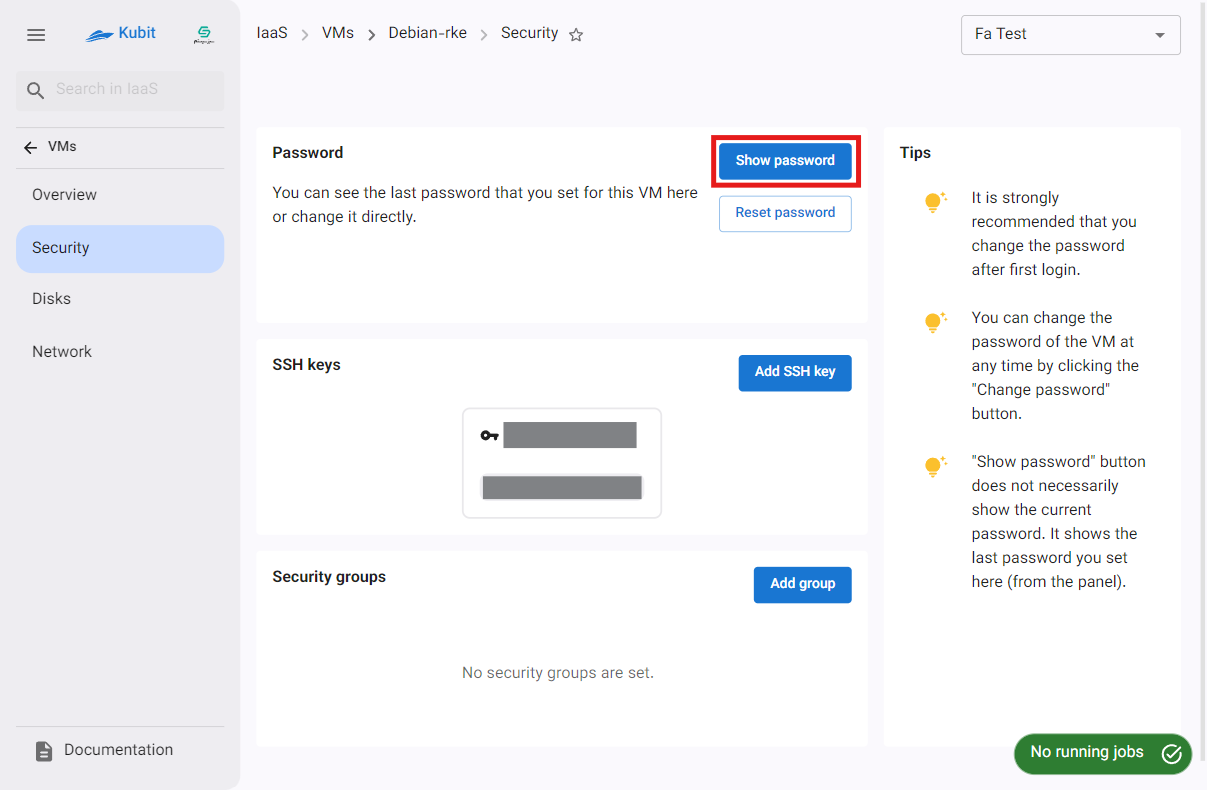 Kubit
IaaS > VMs > Debian-rke > Security
Fa Test
Search in IaaS
VMs
Overview
Security
Disks
Network
Documentation
Password
Show password
You can see the last password that you set for this VM here
or change it directly.
Reset password
SSH keys
Add SSH key
Security groups
Add group
No security groups are set.
Tips
It is strongly
recommended that you
change the password
after first login.
You can change the
password of the VM at
any time by clicking the
"Change password"
button.
"Show password" button
does not necessarily
show the current
password. It shows the
last password you set
here (from the panel).
No running jobs